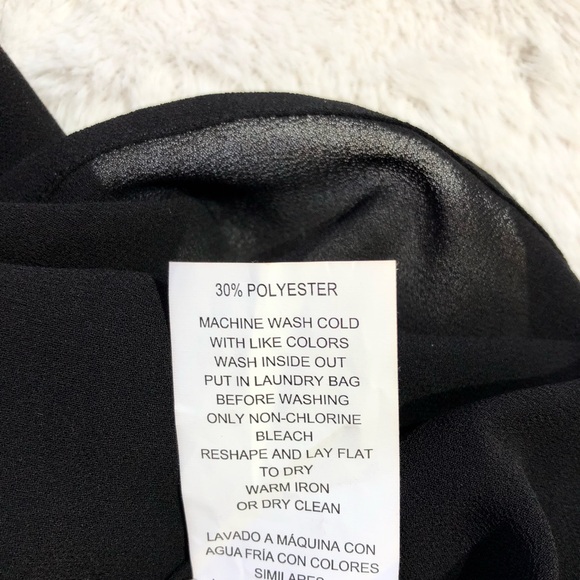 30% POLYESTER
MACHINE WASH COLD
WITH LIKE COLORS
WASH INSIDE OUT
PUT IN LAUNDRY BAG
BEFORE WASHING
ONLY NON-CHLORINE
BLEACH
RESHAPE AND LAY FLAT
TO DRY
WARM IRON
OR DRY CLEAN
LAVADO A MÁQUINA CON
AGUA FRÍA CON COLORES
SIMILARES